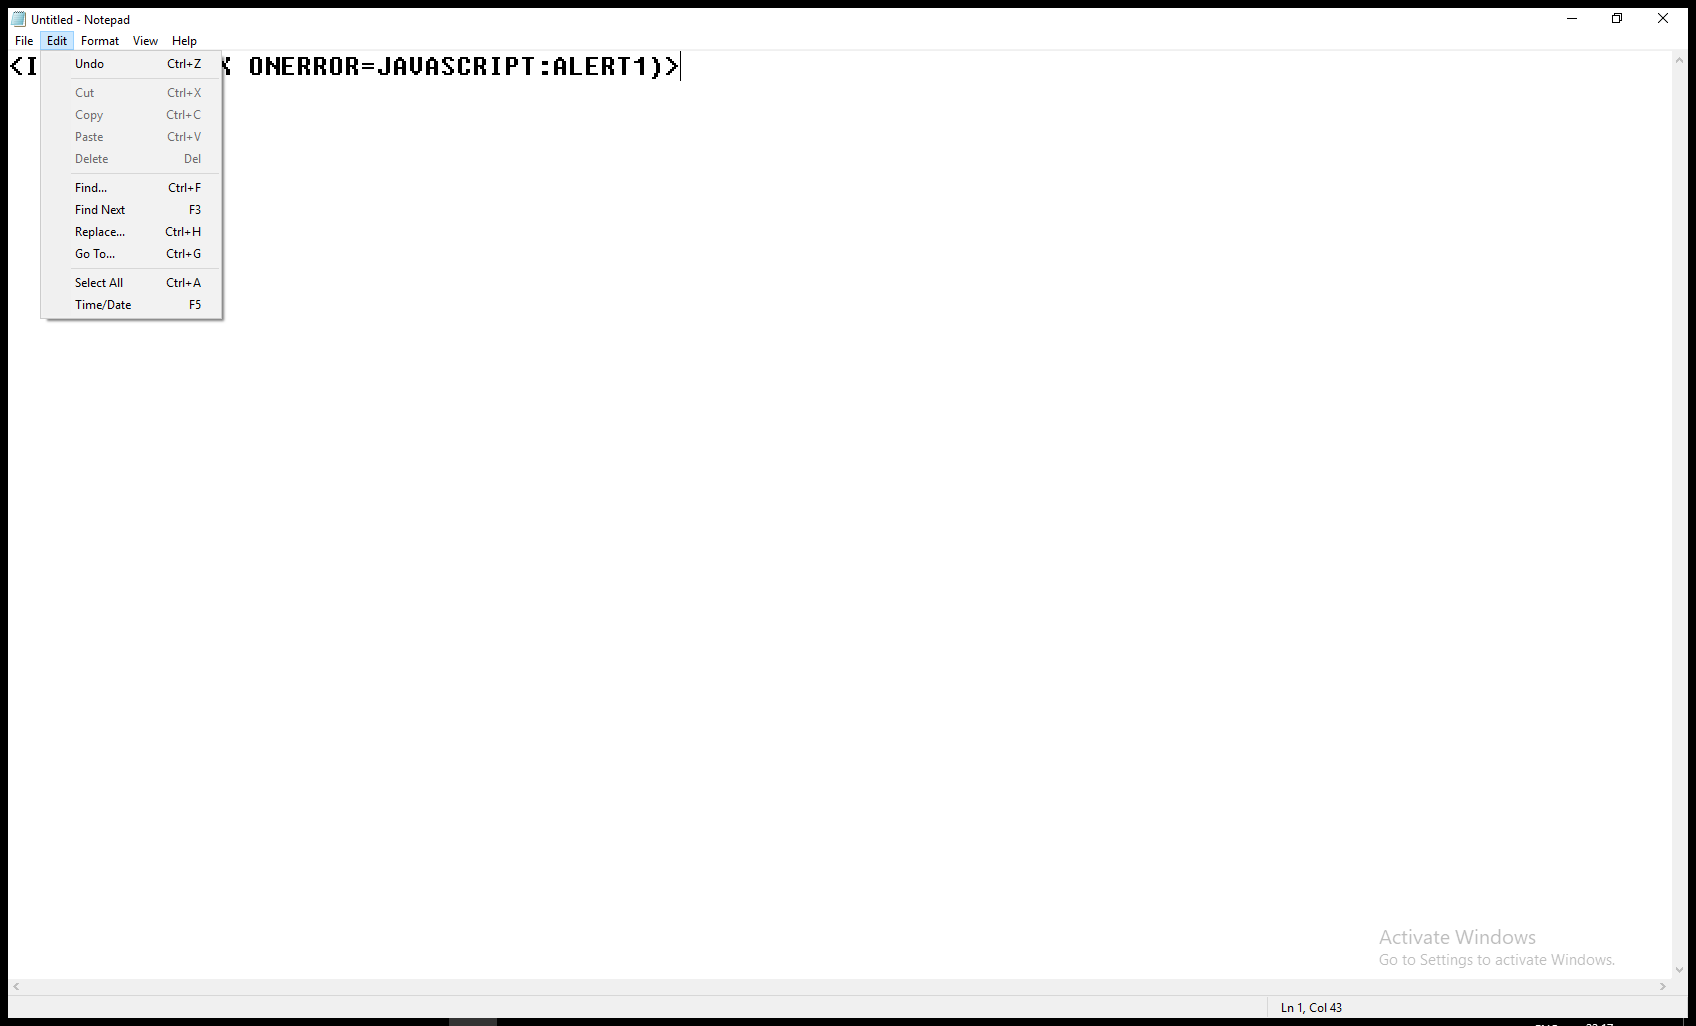 Untitled - Notepad
File Edit Format View Help
ONERROR=JAVASCRIPT:ALERT1)>
Undo Ctrl+Z
Cut Ctrl+X
Copy Ctrl+C
Paste Ctrl+V
Delete Del
Find... Ctrl+F
Find Next F3
Replace... Ctrl+H
Go To... Ctrl+G
Select All Ctrl+A
Time/Date F5
Activate Windows
Go to Settings to activate Windows.
Ln 1, Col 43